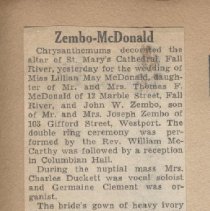 Zembo-McDonald
Chrysanthemums decorated the
altar of St. Mary's Cathedral, Fall
River, yesterday for the wedding of
Miss Lillian May McDonald, daugh-
ter of Mr. and Mrs. Thomas F.
McDonald of 12 Marble Street, Fall
River, and John W. Zembo, son
of Mr. and Mrs. Joseph Zembo of
103 Gifford Street, Westport. The
double ring ceremony was per-
formed by the Rev. William Mc-
Carthy was followed by a reception
in Columbian Hall.
During the nuptial mass Mrs.
Charles Duckett was vocal soloist
and Germaine Clement was or-
ganist.
The bride's gown of heavy ivory